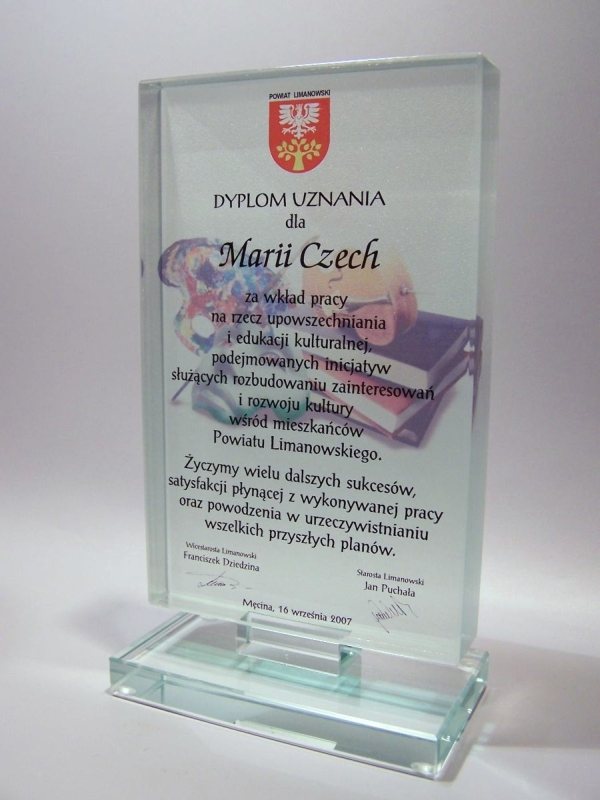 POWIAT LIMANOWSKI
DYPLOM UZNANIA
dla
Marii Czech
za wkład pracy
na rzecz upowszechniania
i edukacji kulturalnej,
podejmowanych inicjatyw
służących rozbudowaniu zainteresowań
i rozwoju kultury
wśród mieszkańców
Powiatu Limanowskiego.
Życzymy wielu dalszych sukcesów,
satysfakcji płynącej z wykonywanej pracy
oraz powodzenia w urzeczywistnianiu
wszelkich przyszłych planów.
Wicestarosta Limanowski
Franciszek Dziedzina
Starosta Limanowski
Jan Puchała
Męcina, 16 września 2007